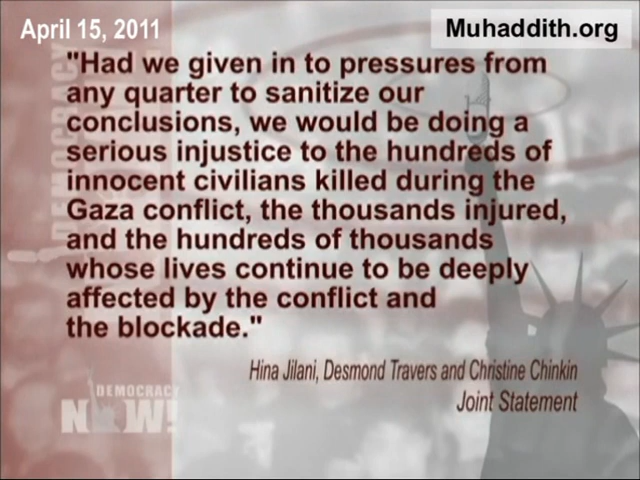 April 15, 2011
Muhaddith.org
"Had we given in to pressures from
any quarter to sanitize our
conclusions, we would be doing a
serious injustice to the hundreds of
innocent civilians killed during the
Gaza conflict, the thousands injured,
and the hundreds of thousands
whose lives continue to be deeply
affected by the conflict and
the blockade."
Hina Jilani, Desmond Travers and Christine Chinkin
Joint Statement
DEMOCRACY
NOW!
DEMOCRACY